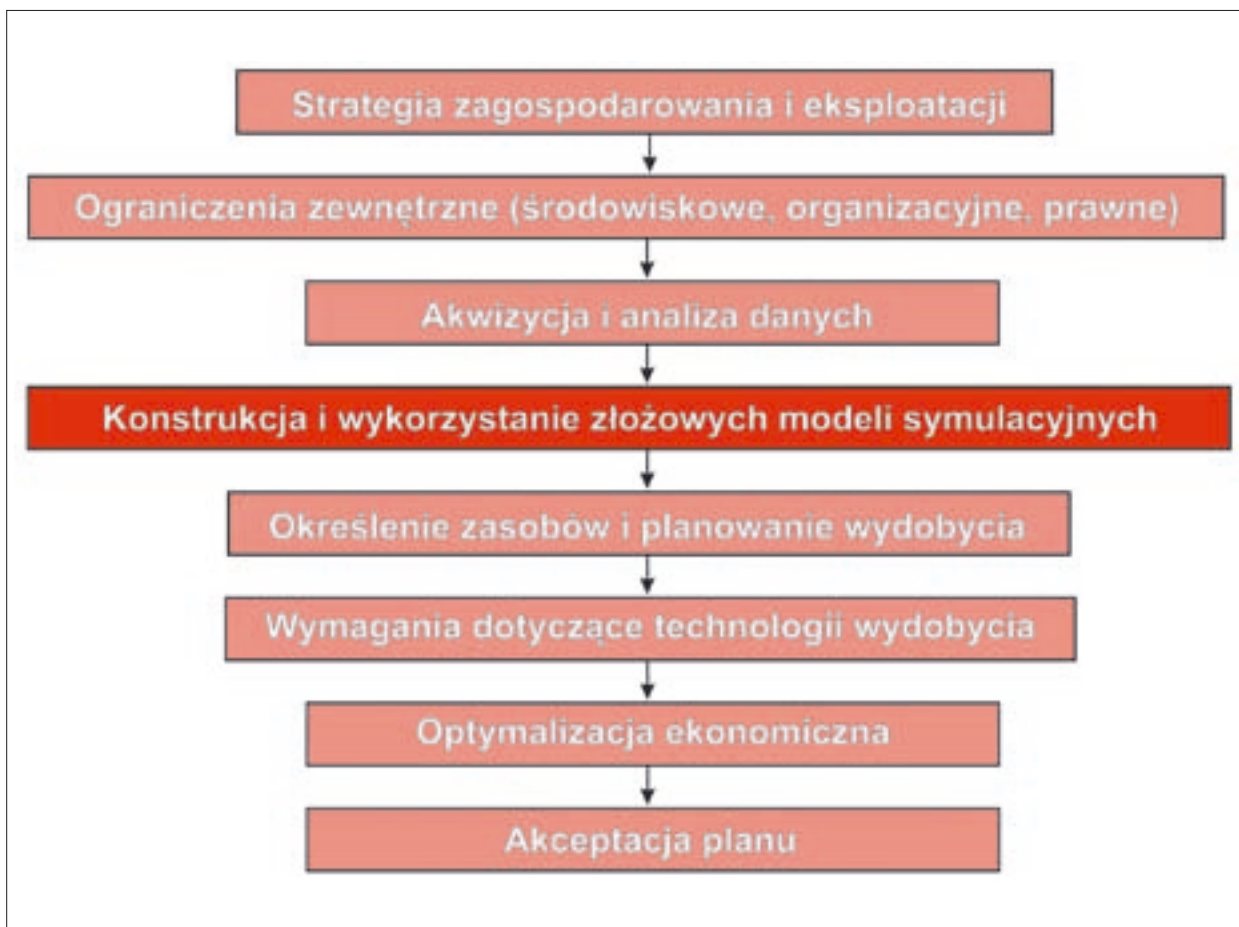 Strategia zagospodarowania i eksploatacji
Ograniczenia zewnętrzne (środowiskowe, organizacyjne, prawne)
Akwizycja i analiza danych
Konstrukcja i wykorzystanie złożowych modeli symulacyjnych
Określenie zasobów i planowanie wydobycia
Wymagania dotyczące technologii wydobycia
Optymalizacja ekonomiczna
Akceptacja planu